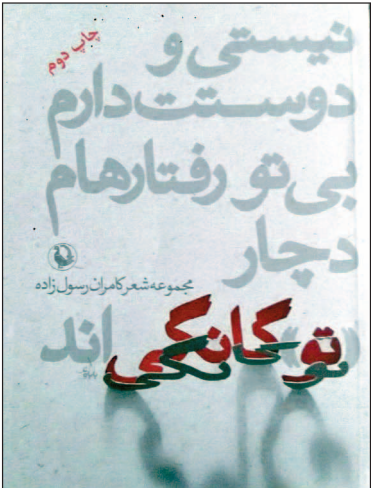 چاپ دوم
نیستی و
دوستت دارم
بی‌تو رفتارهام
دچار
مجموعه شعر کامران رسول‌زاده
«توگانگی» اند